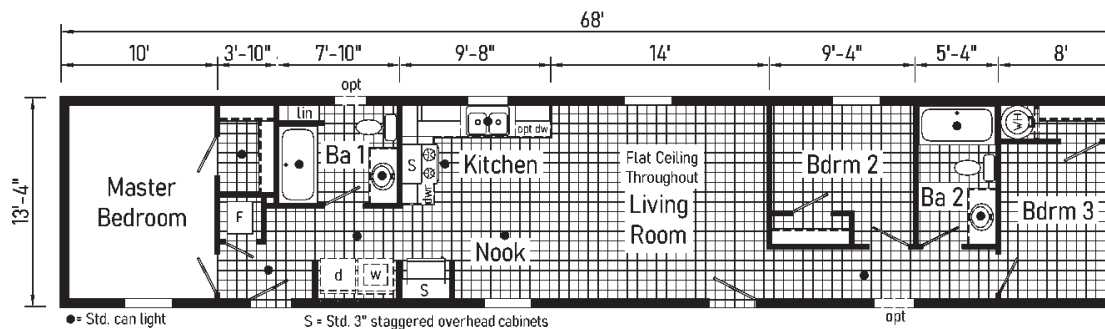 68'
10' 3'-10" 7'-10" 9'-8" 14' 9'-4" 5'-4" 8'
opt
13'-4"
lin
opt dw
HW
Ba 1
S
Kitchen
Flat Ceiling
Throughout
Bdrm 2
Master
Bedroom
dwr
Living
Room
Ba 2
Bdrm 3
F
Nook
d
w
S
opt
●= Std. can light
S = Std. 3" staggered overhead cabinets